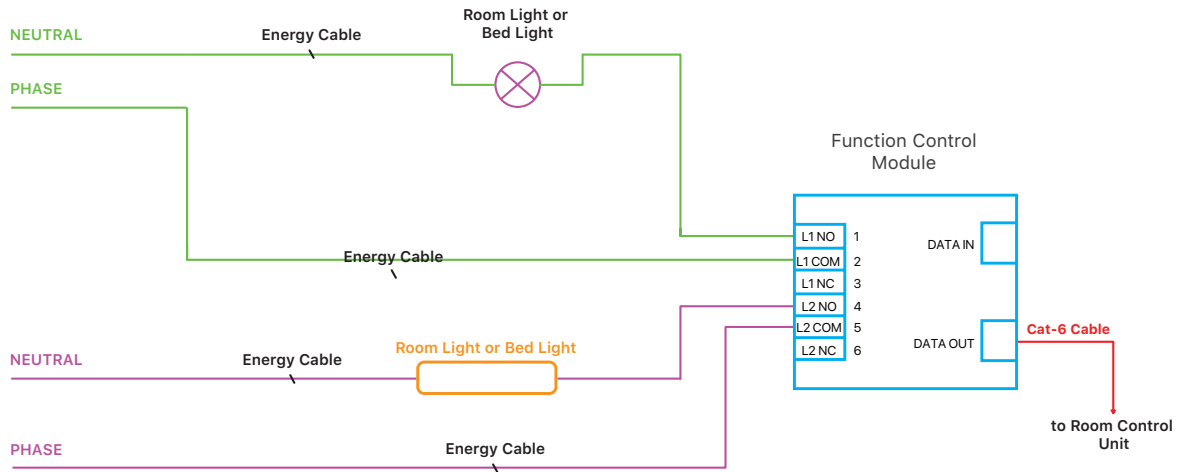 Room Light or
Bed Light
NEUTRAL
Energy Cable
PHASE
Function Control
Module
L1 NO 1
DATA IN
Energy Cable
L1 COM 2
L1 NC 3
L2 NO 4
L2 COM 5
Cat-6 Cable
DATA OUT
L2 NC 6
Room Light or Bed Light
NEUTRAL
Energy Cable
to Room Control
Unit
PHASE
Energy Cable